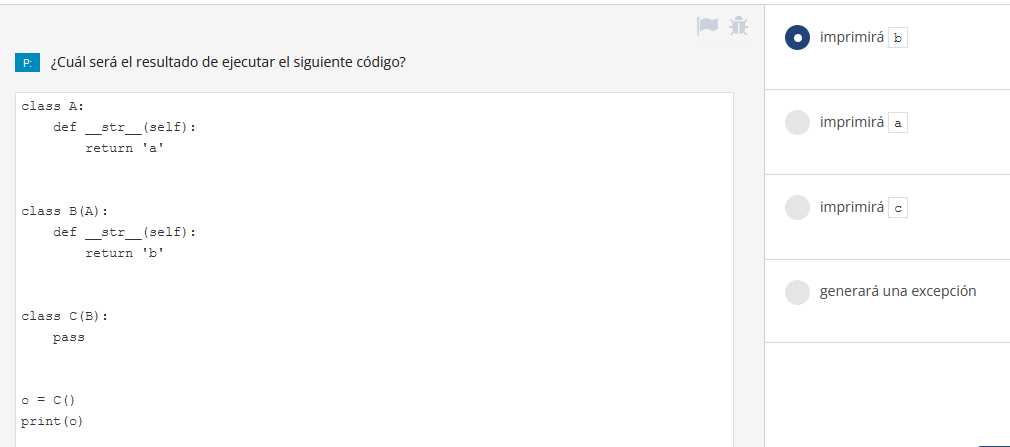 P: ¿Cuál será el resultado de ejecutar el siguiente código?
class A:
    def __str__(self):
        return 'a'
class B(A):
    def __str__(self):
        return 'b'
class C(B):
    pass
o = C()
print(o)
imprimirá b
imprimirá a
imprimirá c
generará una excepción